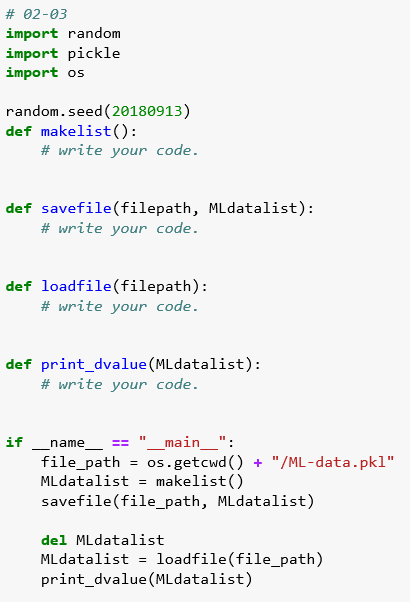 # 02-03
import random
import pickle
import os
random.seed(20180913)
def makelist():
    # write your code.
def savefile(filepath, MLdatalist):
    # write your code.
def loadfile(filepath):
    # write your code.
def print_dvalue(MLdatalist):
    # write your code.
if __name__ == "__main__":
    file_path = os.getcwd() + "/ML-data.pkl"
    MLdatalist = makelist()
    savefile(file_path, MLdatalist)
    del MLdatalist
    MLdatalist = loadfile(file_path)
    print_dvalue(MLdatalist)